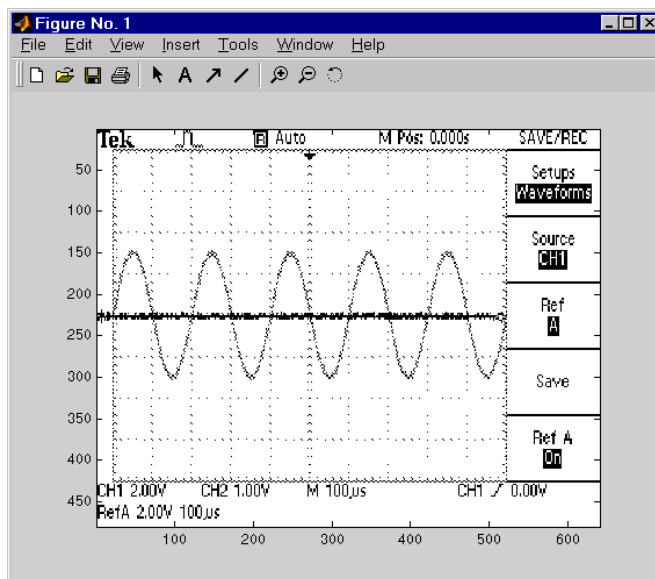 Figure No. 1
File Edit View Insert Tools Window Help
A
Tek R Auto M Pos: 0.000s SAVE/REC
Setups
Waveforms
Source
CH1
Ref
A
Save
Ref A
On
50
100
150
200
250
300
350
400
450
CH1 2.00V CH2 1.00V M 100µs CH1 0.00V
RefA 2.00V 100µs
100 200 300 400 500 600